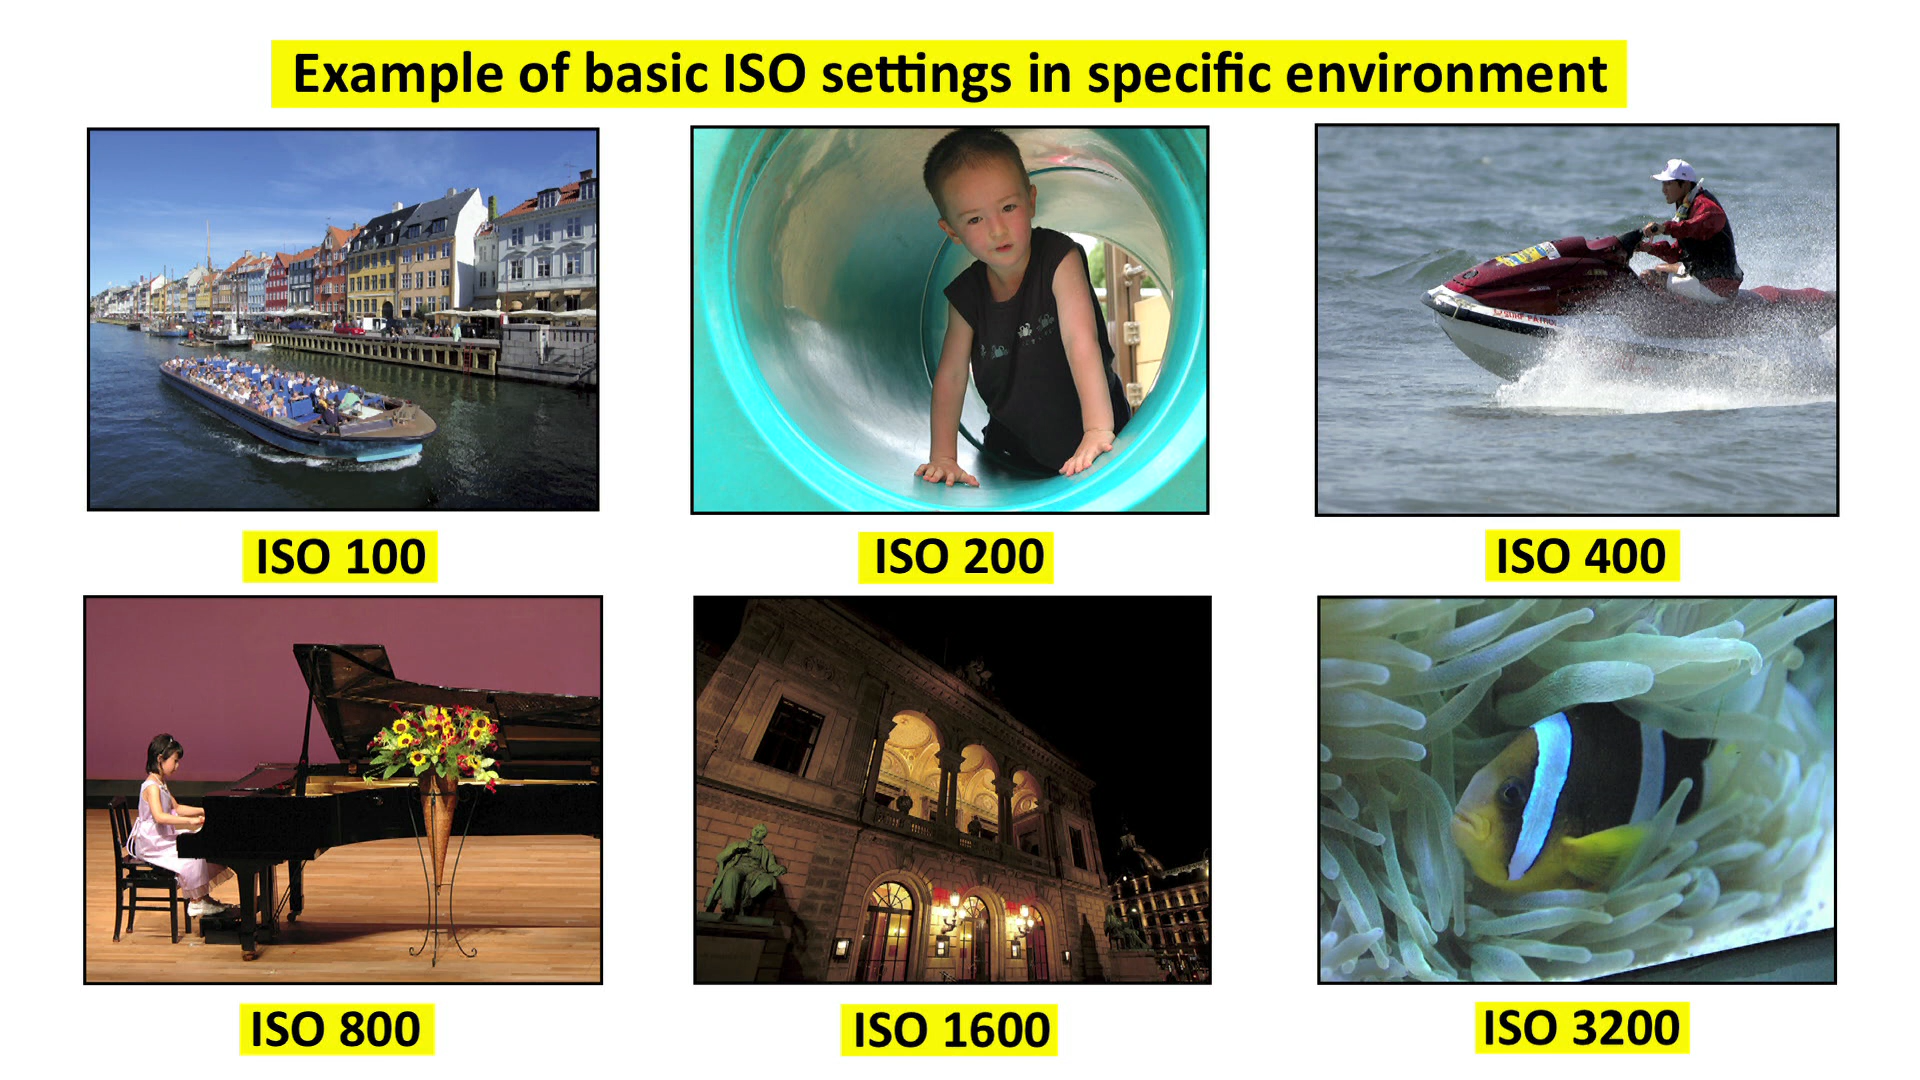 Example of basic ISO settings in specific environment
ISO 100
ISO 200
ISO 400
ISO 800
ISO 1600
ISO 3200